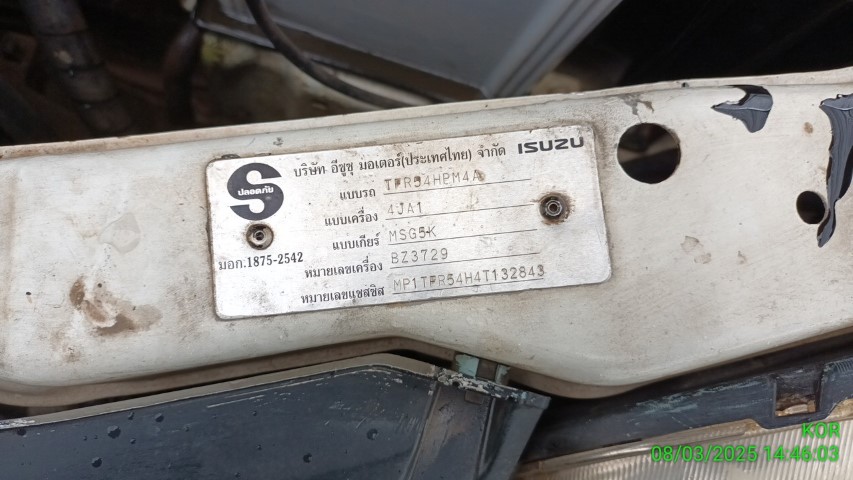 บริษัท อีซูซุ มอเตอร์(ประเทศไทย) จำกัด ISUZU
ปลอดภัย
แบบรถ TFR54HPM4A
แบบเครื่อง 4JA1
แบบเกียร์ MSG5K
มอก.1875-2542
หมายเลขเครื่อง BZ3729
หมายเลขแชสซิส MP1TFR54H4T132843
KOR
08/03/2025 14:46:03